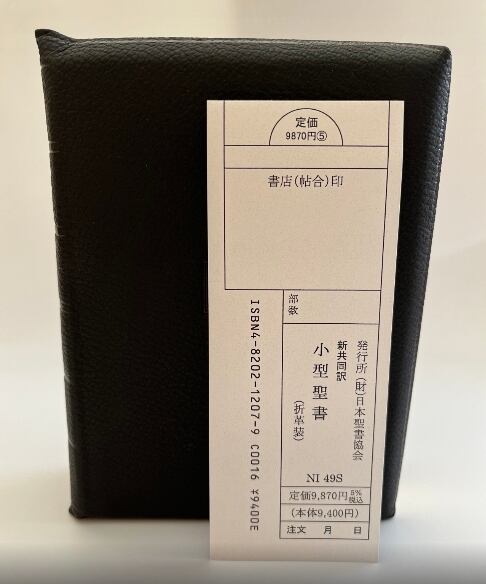 定価
9870円⑤
書店(帖合)印
部数
発行所 (財)日本聖書協会
新共同訳
小型聖書
(折革装)
NI 49S
定価9,870円5%税込
(本体9,400円)
注文 月 日
ISBN4-8202-1207-9 C0016 ¥9400E